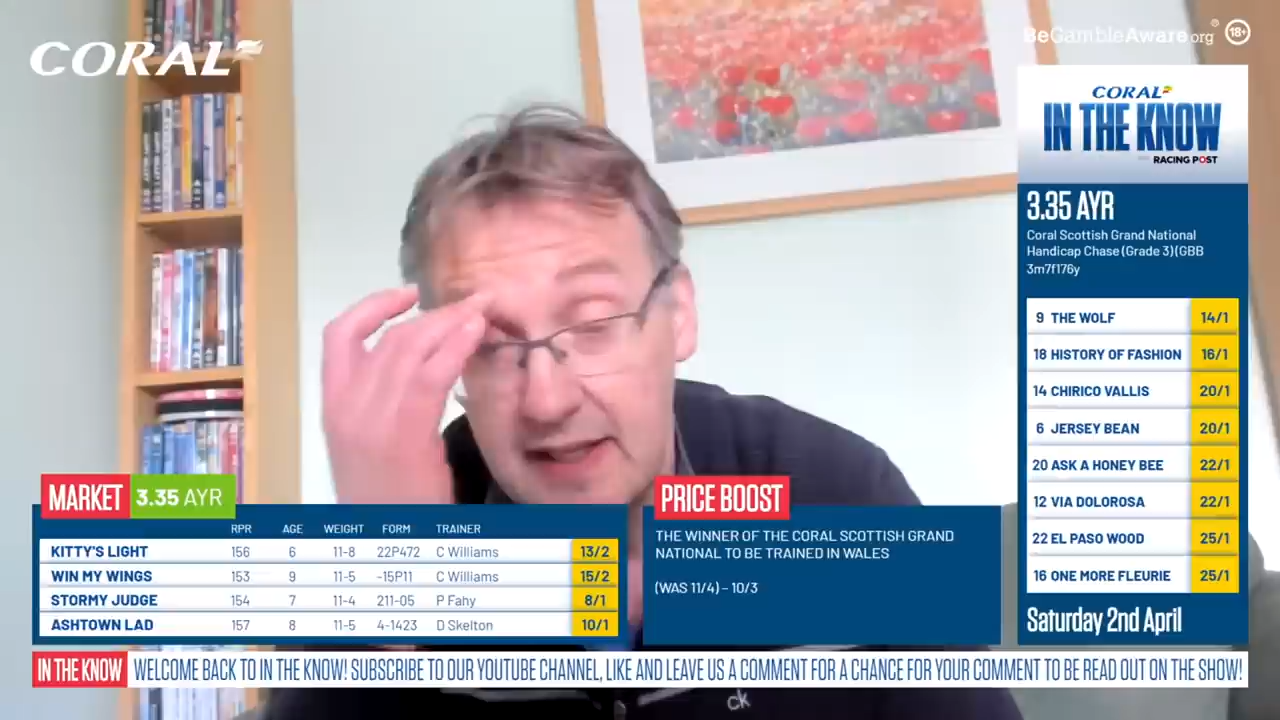 CORAL
BeGambleAware.org® 18+
CORAL
IN THE KNOW
RACING POST
3.35 AYR
Coral Scottish Grand National
Handicap Chase (Grade 3) (GBB
3m7f176y
9 THE WOLF 14/1
18 HISTORY OF FASHION 16/1
14 CHIRICO VALLIS 20/1
6 JERSEY BEAN 20/1
20 ASK A HONEY BEE 22/1
12 VIA DOLOROSA 22/1
22 EL PASO WOOD 25/1
16 ONE MORE FLEURIE 25/1
Saturday 2nd April
MARKET 3.35 AYR
RPR AGE WEIGHT FORM TRAINER
KITTY'S LIGHT 156 6 11-8 22P472 C Williams 13/2
WIN MY WINGS 153 9 11-5 -15P11 C Williams 15/2
STORMY JUDGE 154 7 11-4 211-05 P Fahy 8/1
ASHTOWN LAD 157 8 11-5 4-1423 D Skelton 10/1
PRICE BOOST
THE WINNER OF THE CORAL SCOTTISH GRAND
NATIONAL TO BE TRAINED IN WALES
(WAS 11/4) – 10/3
IN THE KNOW WELCOME BACK TO IN THE KNOW! SUBSCRIBE TO OUR YOUTUBE CHANNEL, LIKE AND LEAVE US A COMMENT FOR A CHANCE FOR YOUR COMMENT TO BE READ OUT ON THE SHOW!
ck